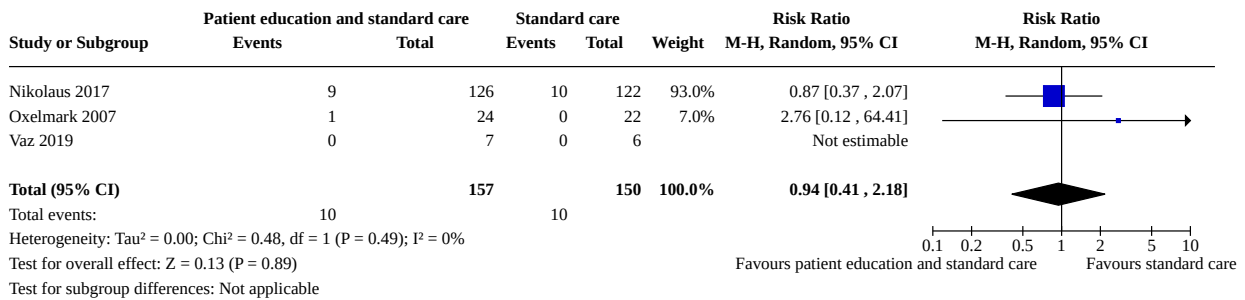 Patient education and standard care Standard care Risk Ratio Risk Ratio
Study or Subgroup Events Total Events Total Weight M-H, Random, 95% CI M-H, Random, 95% CI
Nikolaus 2017 9 126 10 122 93.0% 0.87 [0.37 , 2.07]
Oxelmark 2007 1 24 0 22 7.0% 2.76 [0.12 , 64.41]
Vaz 2019 0 7 0 6 Not estimable
Total (95% CI) 157 150 100.0% 0.94 [0.41 , 2.18]
Total events: 10 10
Heterogeneity: Tau² = 0.00; Chi² = 0.48, df = 1 (P = 0.49); I² = 0%
0.1 0.2 0.5 1 2 5 10
Test for overall effect: Z = 0.13 (P = 0.89) Favours patient education and standard care Favours standard care
Test for subgroup differences: Not applicable